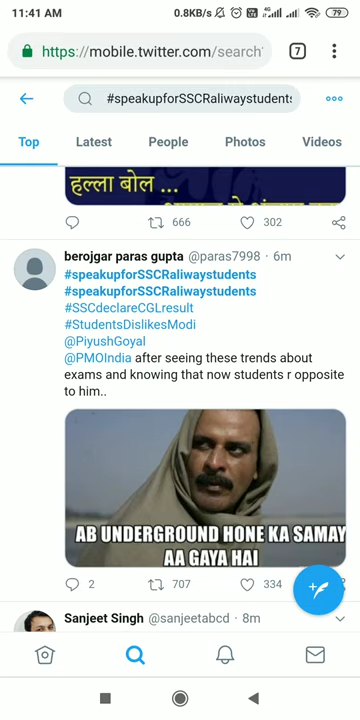 11:41 AM 0.8KB/s 4G 79
https://mobile.twitter.com/search 7
#speakupforSSCRaliwaystudents
Top Latest People Photos Videos
हल्ला बोल ...
666 302
berojgar paras gupta @paras7998 · 6m
#speakupforSSCRaliwaystudents
#speakupforSSCRaliwaystudents
#SSCdeclareCGLresult
#StudentsDislikesModi
@PiyushGoyal
@PMOIndia after seeing these trends about
exams and knowing that now students r opposite
to him..
AB UNDERGROUND HONE KA SAMAY
AA GAYA HAI
2 707 334
Sanjeet Singh @sanjeetabcd · 8m